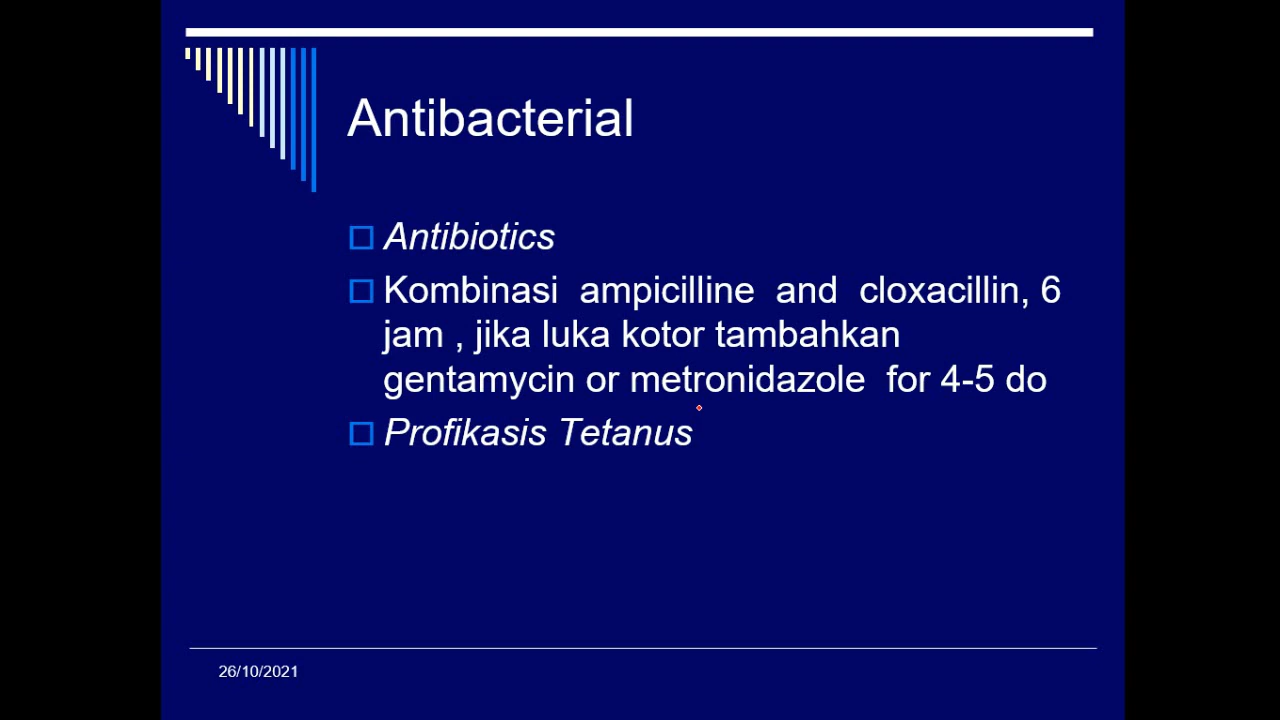 Antibacterial
Antibiotics
Kombinasi ampicilline and cloxacillin, 6
jam , jika luka kotor tambahkan
gentamycin or metronidazole for 4-5 do
Profikasis Tetanus
26/10/2021